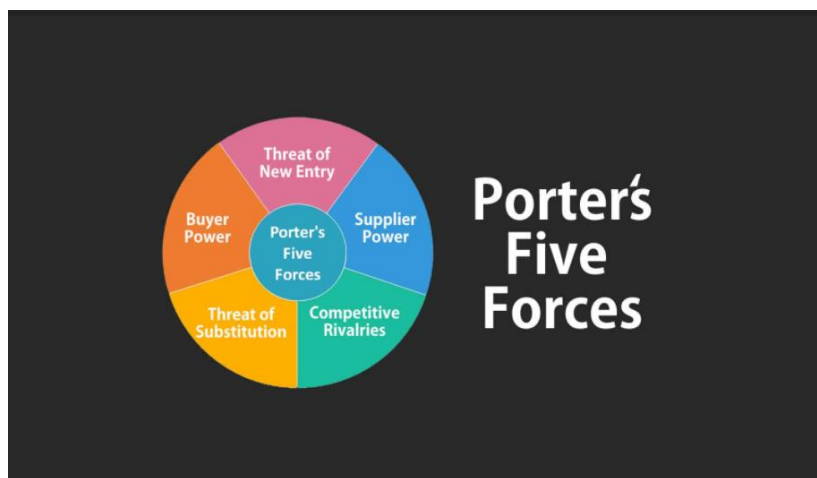 Threat of
New Entry
Buyer
Power
Porter's
Five
Forces
Supplier
Power
Threat of
Substitution
Competitive
Rivalries
Porter's
Five
Forces